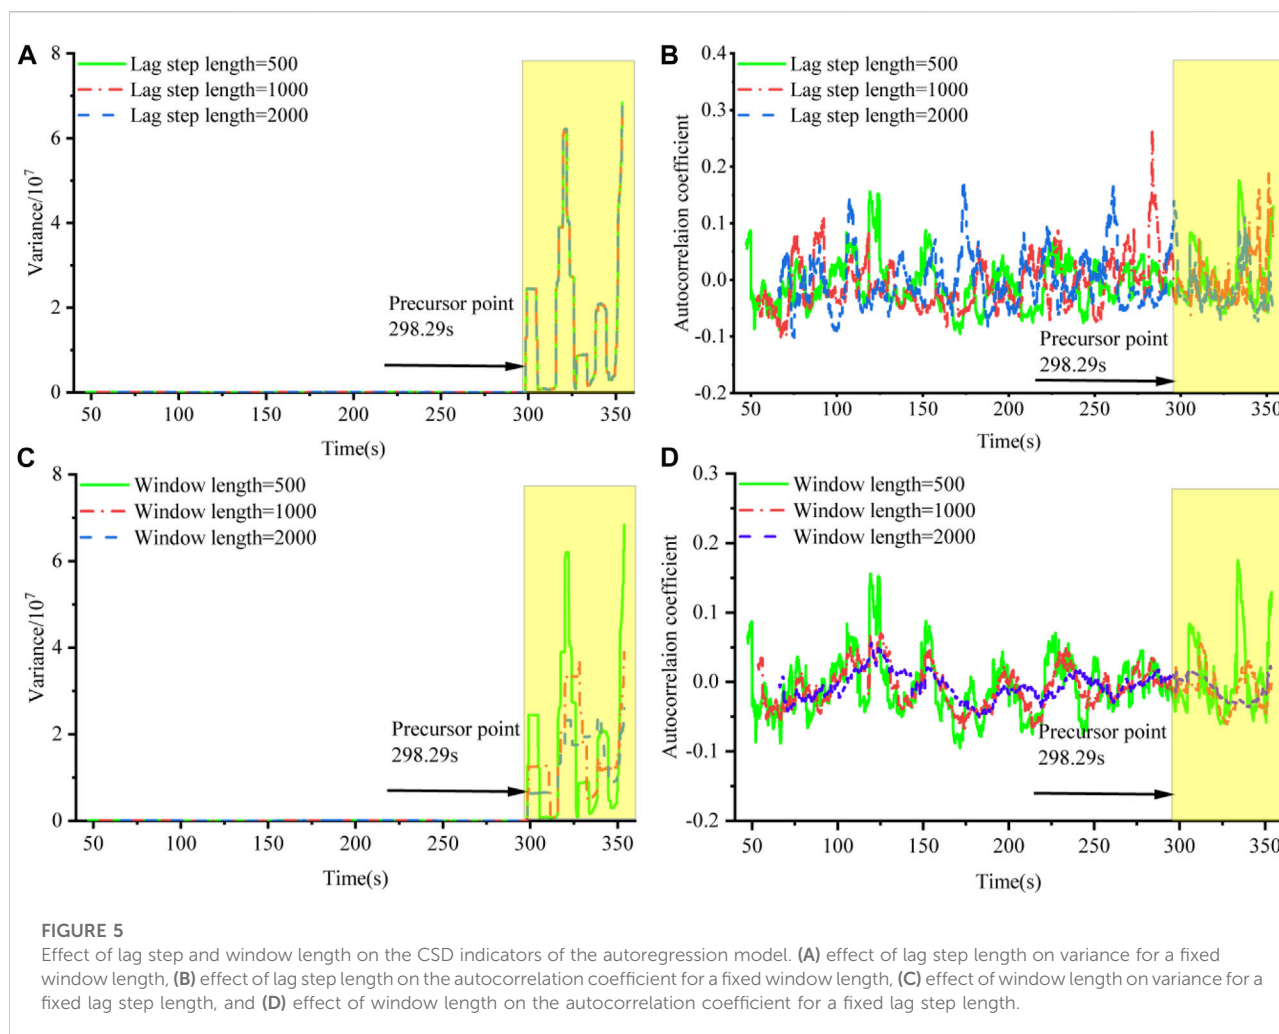 A
8
6
4
2
0
Variance/10⁷
Lag step length=500
Lag step length=1000
Lag step length=2000
Precursor point
298.29s
50 100 150 200 250 300 350
Time(s)
B
0.4
0.3
0.2
0.1
0.0
-0.1
-0.2
Autocorrelaion coefficient
Lag step length=500
Lag step length=1000
Lag step length=2000
Precursor point
298.29s
50 100 150 200 250 300 350
Time(s)
C
8
6
4
2
0
Variance/10⁷
Window length=500
Window length=1000
Window length=2000
Precursor point
298.29s
50 100 150 200 250 300 350
Time(s)
D
0.3
0.2
0.1
0.0
-0.1
-0.2
Autocorrelaion coefficient
Window length=500
Window length=1000
Window length=2000
Precursor point
298.29s
50 100 150 200 250 300 350
Time(s)
FIGURE 5
Effect of lag step and window length on the CSD indicators of the autoregression model. (A) effect of lag step length on variance for a fixed
window length, (B) effect of lag step length on the autocorrelation coefficient for a fixed window length, (C) effect of window length on variance for a
fixed lag step length, and (D) effect of window length on the autocorrelation coefficient for a fixed lag step length.